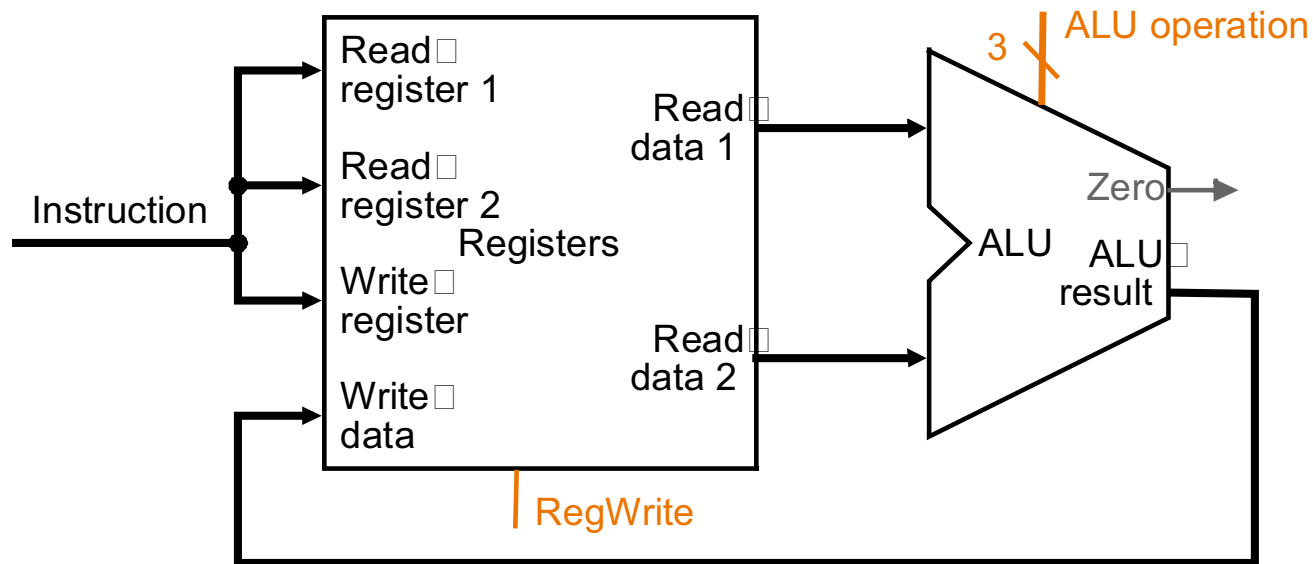 Read
register 1
Read
register 2
Write
register
Write
data
Instruction
Registers
Read
data 1
Read
data 2
RegWrite
3
ALU operation
Zero
ALU
ALU
result